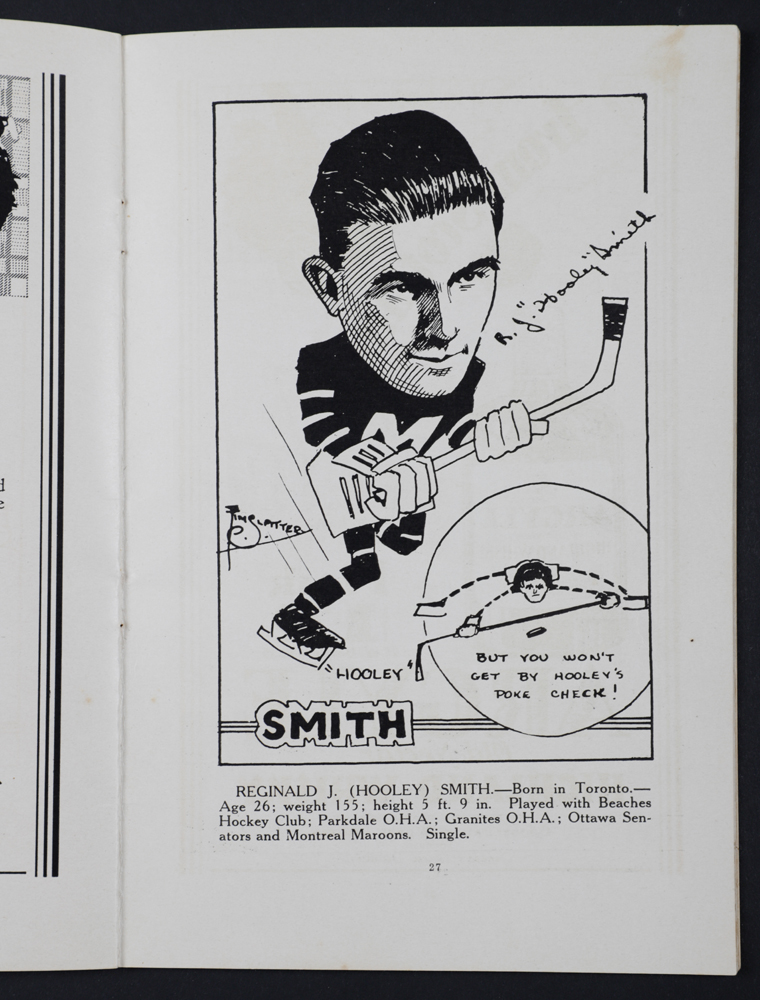 d
e
R. J. "Hooley" Smith
Jim Slatter
"HOOLEY"
BUT YOU WON'T
GET BY HOOLEY'S
POKE CHECK!
SMITH
M
REGINALD J. (HOOLEY) SMITH.—Born in Toronto.—
Age 26; weight 155; height 5 ft. 9 in. Played with Beaches
Hockey Club; Parkdale O.H.A.; Granites O.H.A.; Ottawa Sen-
ators and Montreal Maroons. Single.
27